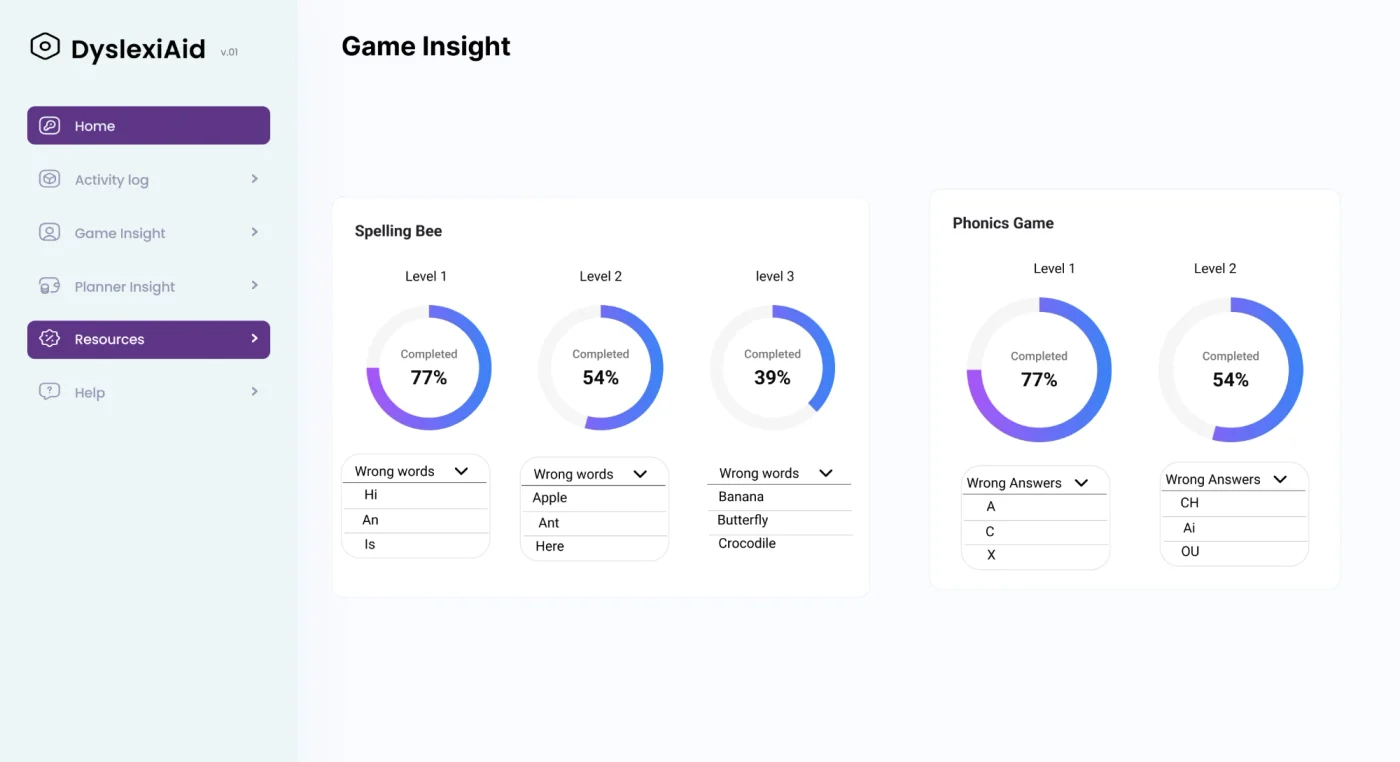 DyslexiAid v.01
Home
Activity log
Game Insight
Planner Insight
Resources
Help
Game Insight
Spelling Bee
Level 1 Level 2 level 3
Completed Completed Completed
77% 54% 39%
Wrong words Wrong words Wrong words
Hi Apple Banana
An Ant Butterfly
Is Here Crocodile
Phonics Game
Level 1 Level 2
Completed Completed
77% 54%
Wrong Answers Wrong Answers
A CH
C Ai
X OU